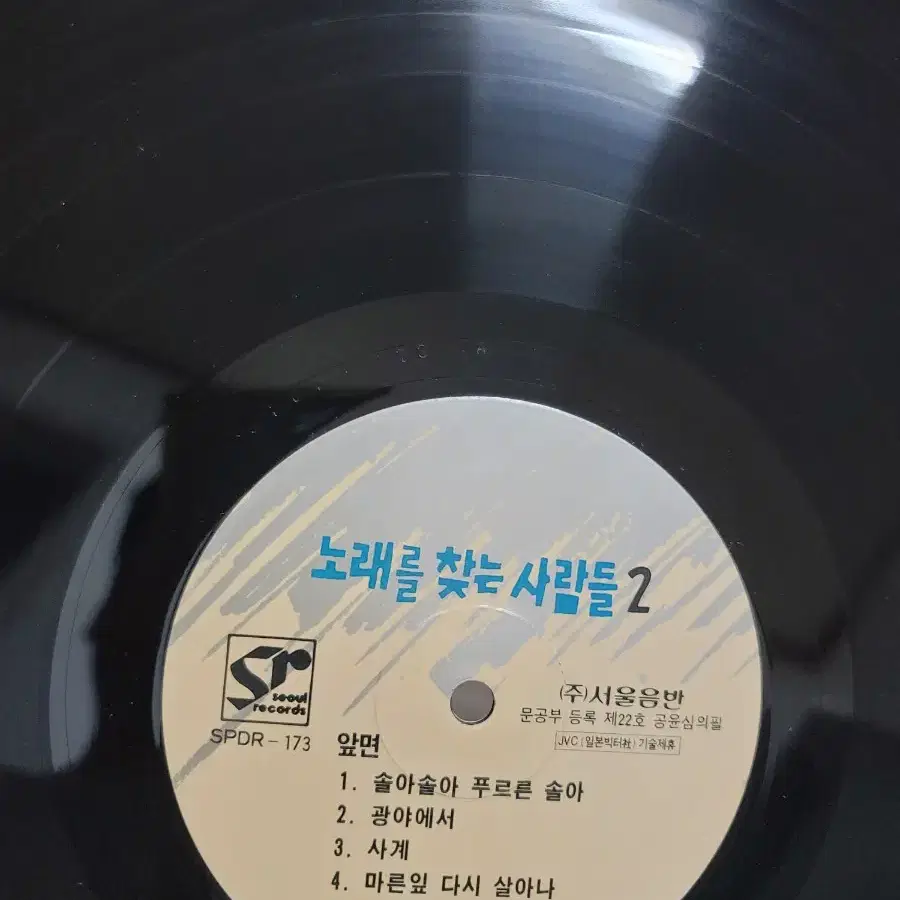 노래를 찾는 사람들 2
Sr
seoul
records
SPDR - 173
(주)서울음반
문공부 등록 제22호 공윤심의필
JVC (일본빅터社) 기술제휴
앞면
1. 솔아솔아 푸르른 솔아
2. 광야에서
3. 사계
4. 마른잎 다시 살아나